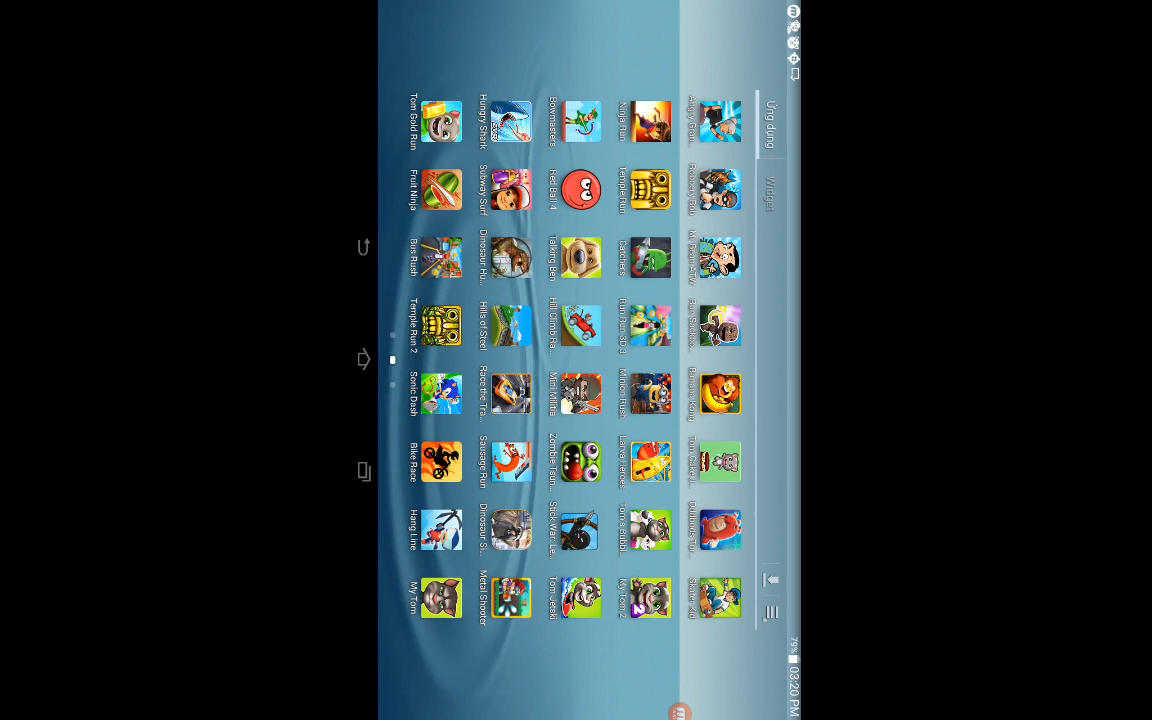 79% 03:20 PM
Ứng dụng Widget
Angry Gran...
Robbery Bob
Mr Bean ATW
Run Sackbo...
Banana Kong
Tom Cake J...
Skater Kid
Ninja Run
Temple Run
Catchers
Run Run 3D 3
Minion Rush
Larva Heroes
Tom's Bubbl...
My Tom 2
Bowmasters
Red Ball 4
Talking Ben
Hill Climb Ra...
Mini Militia
Zombie Tsun...
Stick War: Le...
Tom Jetski
Hungry Shark
Subway Surf
Dinosaur Hu...
Hills of Steel
Race the Tra...
Sausage Run
Dinosaur Si...
Metal Shooter
Tom Gold Run
Fruit Ninja
Bus Rush
Temple Run 2
Sonic Dash
Bike Race
Hang Line
My Tom